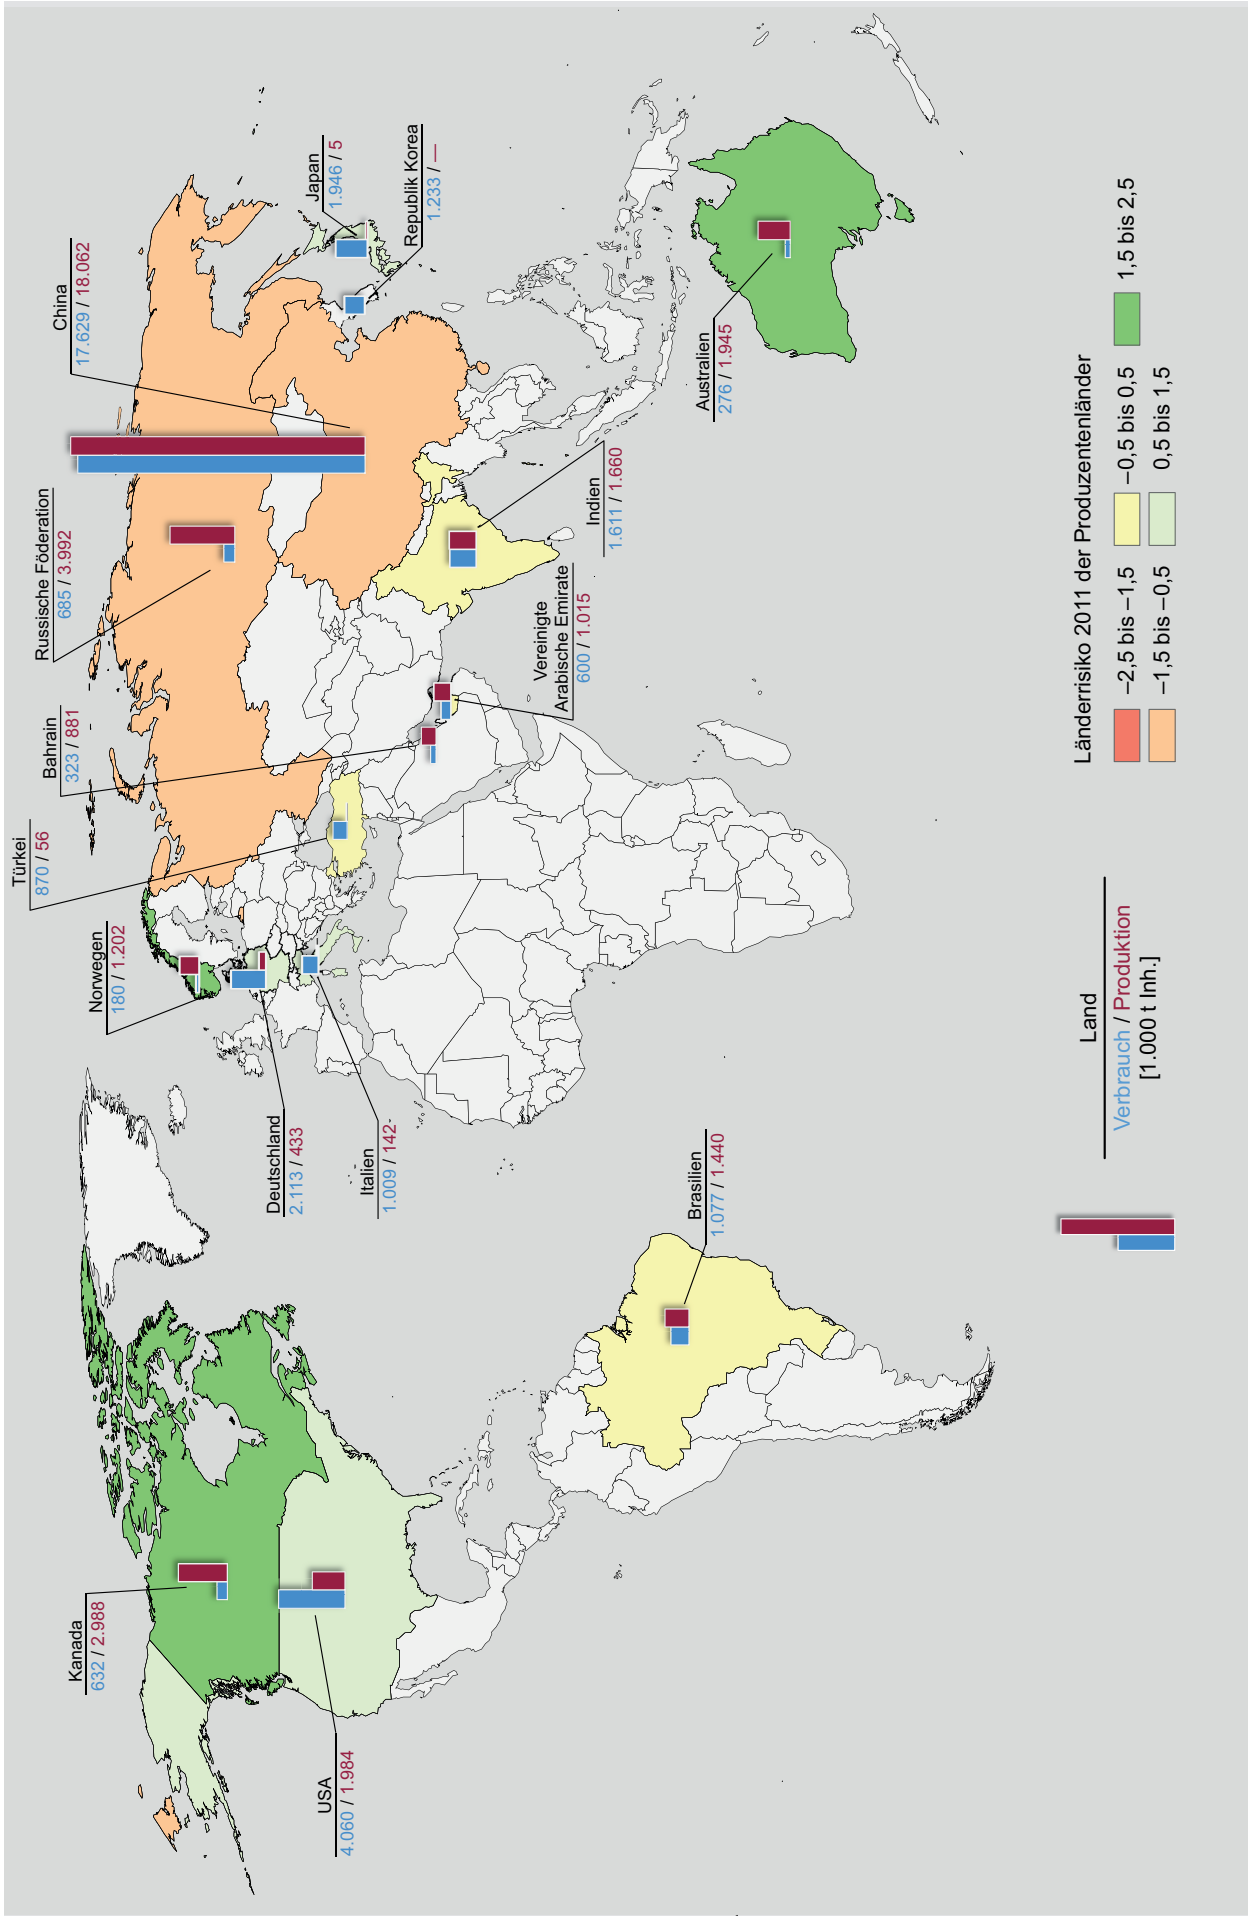 Kanada
632 / 2.988
USA
4.060 / 1.984
Norwegen
180 / 1.202
Türkei
870 / 56
Bahrain
323 / 881
Russische Föderation
685 / 3.992
China
17.629 / 18.062
Japan
1.946 / 5
Republik Korea
1.233 / —
Deutschland
2.113 / 433
Italien
1.009 / 142-
Vereinigte
Arabische Emirate
600 / 1.015
Indien
1.611 / 1.660
Australien
276 / 1.945
Brasilien
1.077 / 1.440
Land
Verbrauch / Produktion
[1.000 t Inh.]
Länderrisiko 2011 der Produzentenländer
–2,5 bis –1,5
–0,5 bis 0,5
1,5 bis 2,5
–1,5 bis –0,5
0,5 bis 1,5